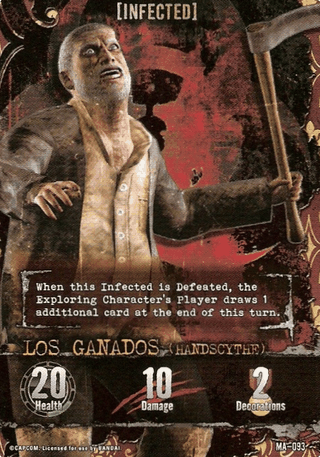 [INFECTED]
When this Infected is Defeated, the
Exploring Character's Player draws 1
additional card at the end of this turn.
LOS GANADOS (HANDSCYTHE)
20 10 2
Health Damage Decorations
©CAPCOM. Licensed for use by BANDAI. MA-093